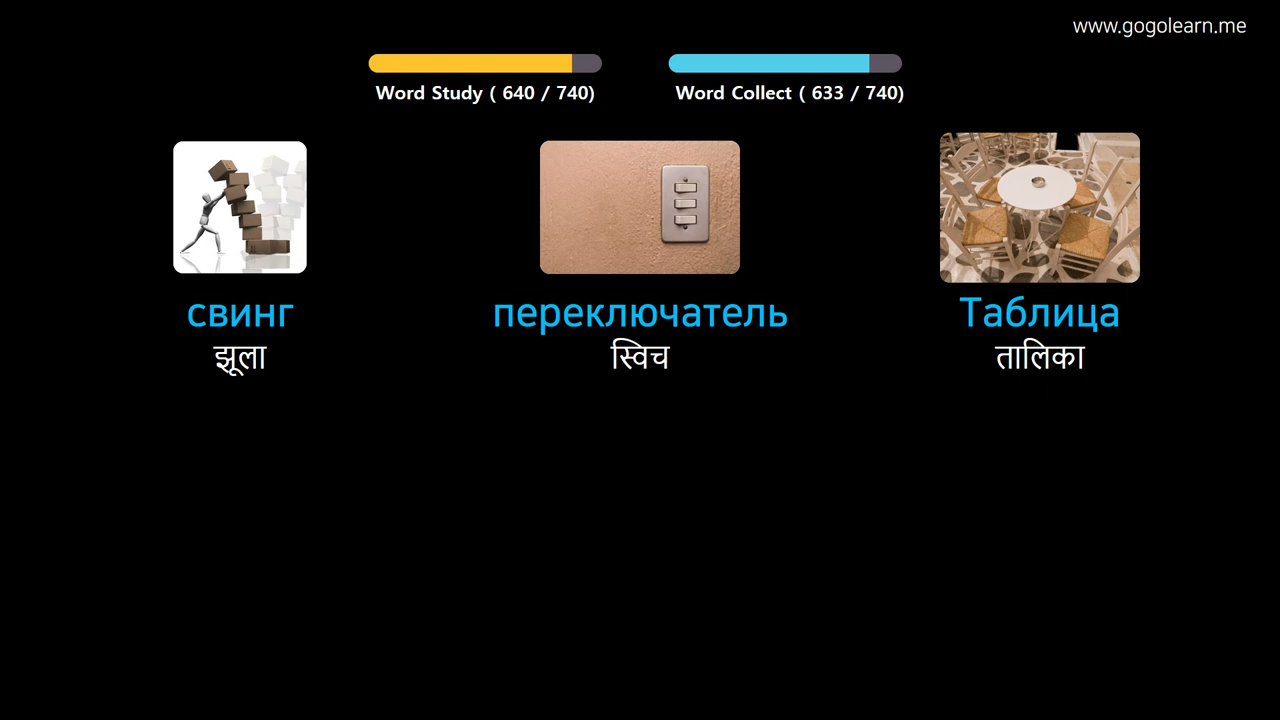 www.gogolearn.me
Word Study ( 640 / 740)
Word Collect ( 633 / 740)
свинг
переключатель
Таблица
झूला
स्विच
तालिका